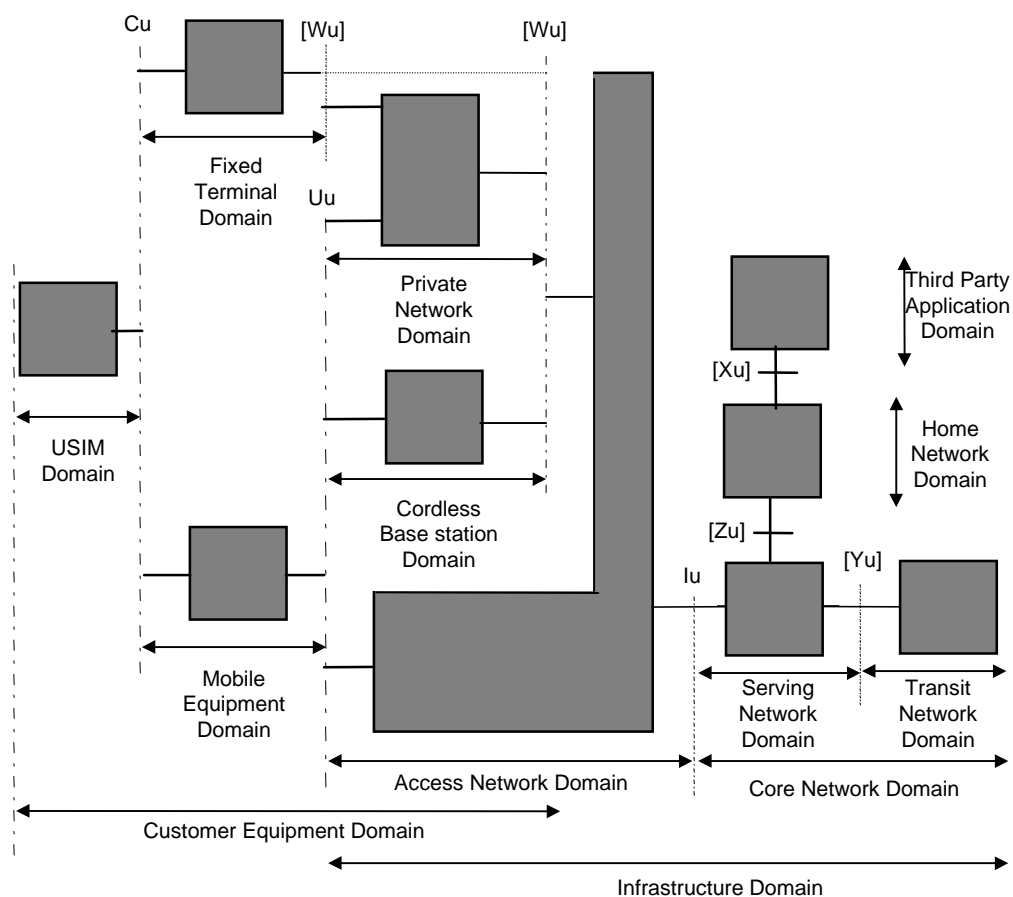 Cu
[Wu]
[Wu]
Fixed
Terminal
Domain
Uu
Private
Network
Domain
Third Party
Application
Domain
[Xu]
USIM
Domain
Home
Network
Domain
Cordless
Base station
Domain
[Zu]
Iu
[Yu]
Mobile
Equipment
Domain
Serving
Network
Domain
Transit
Network
Domain
Access Network Domain
Core Network Domain
Customer Equipment Domain
Infrastructure Domain